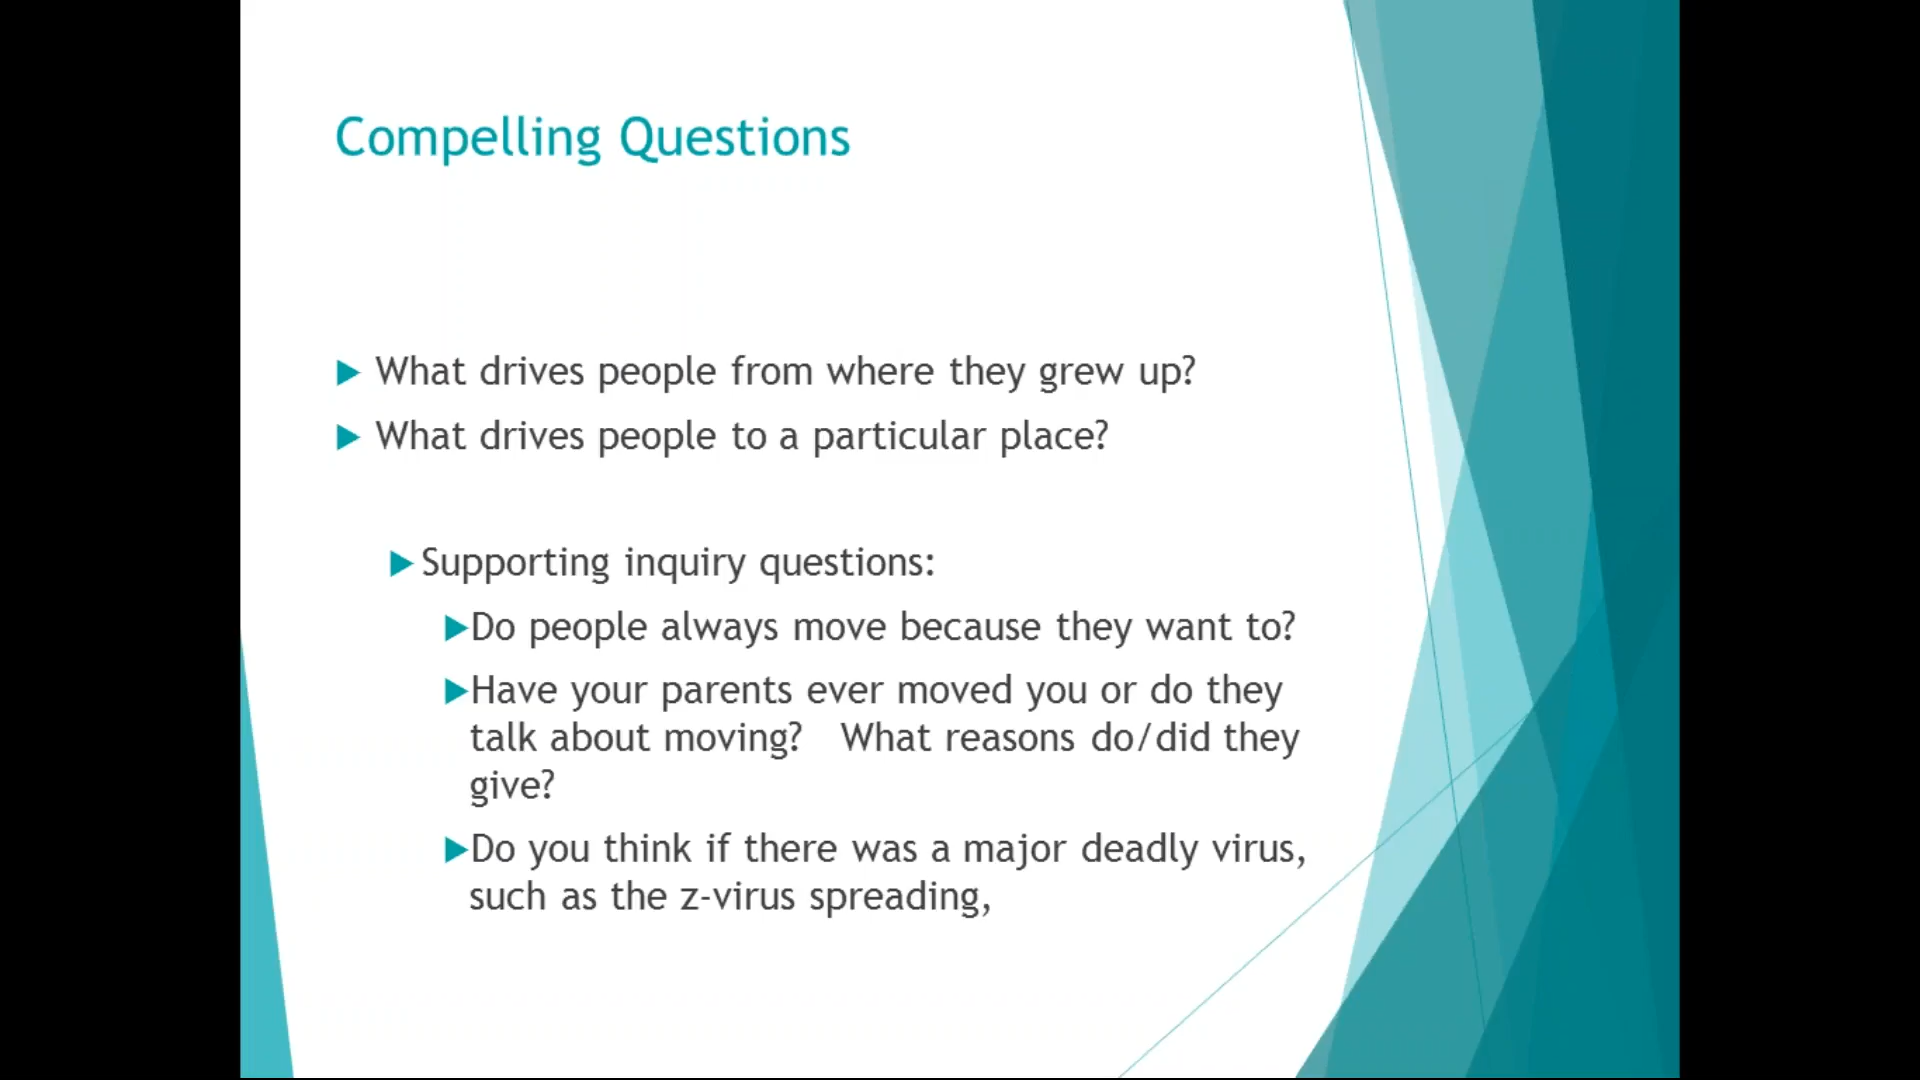 Compelling Questions
What drives people from where they grew up?
What drives people to a particular place?
Supporting inquiry questions:
Do people always move because they want to?
Have your parents ever moved you or do they
talk about moving? What reasons do/did they
give?
Do you think if there was a major deadly virus,
such as the z-virus spreading,